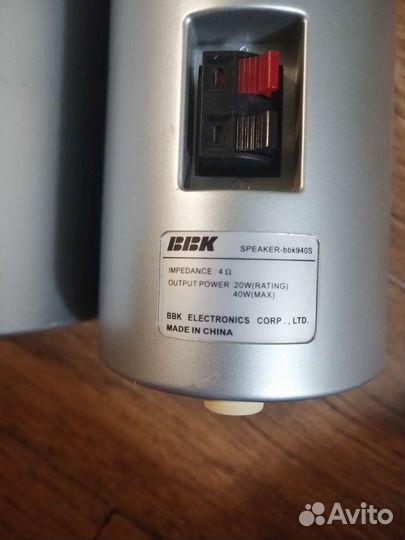 BBK SPEAKER-bbk940S
IMPEDANCE : 4 Ω
OUTPUT POWER 20W(RATING)
40W(MAX)
BBK ELECTRONICS CORP.,LTD.
MADE IN CHINA
Avito